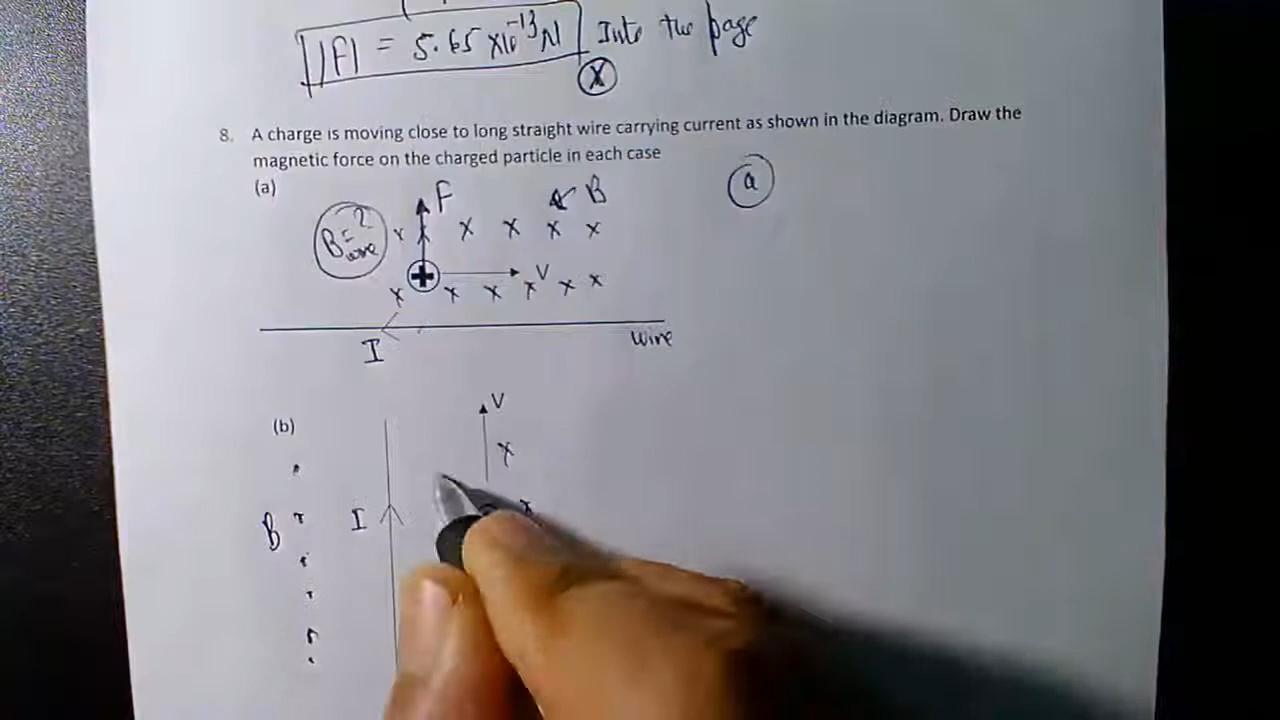 |F| = 5.65 x10^-13 N Into the page
X
8. A charge is moving close to long straight wire carrying current as shown in the diagram. Draw the
magnetic force on the charged particle in each case
(a)
a
F
B
B = ?
wire
x x x x x
+
V
x x x x x x
I
wire
(b)
V
x
B
I
x